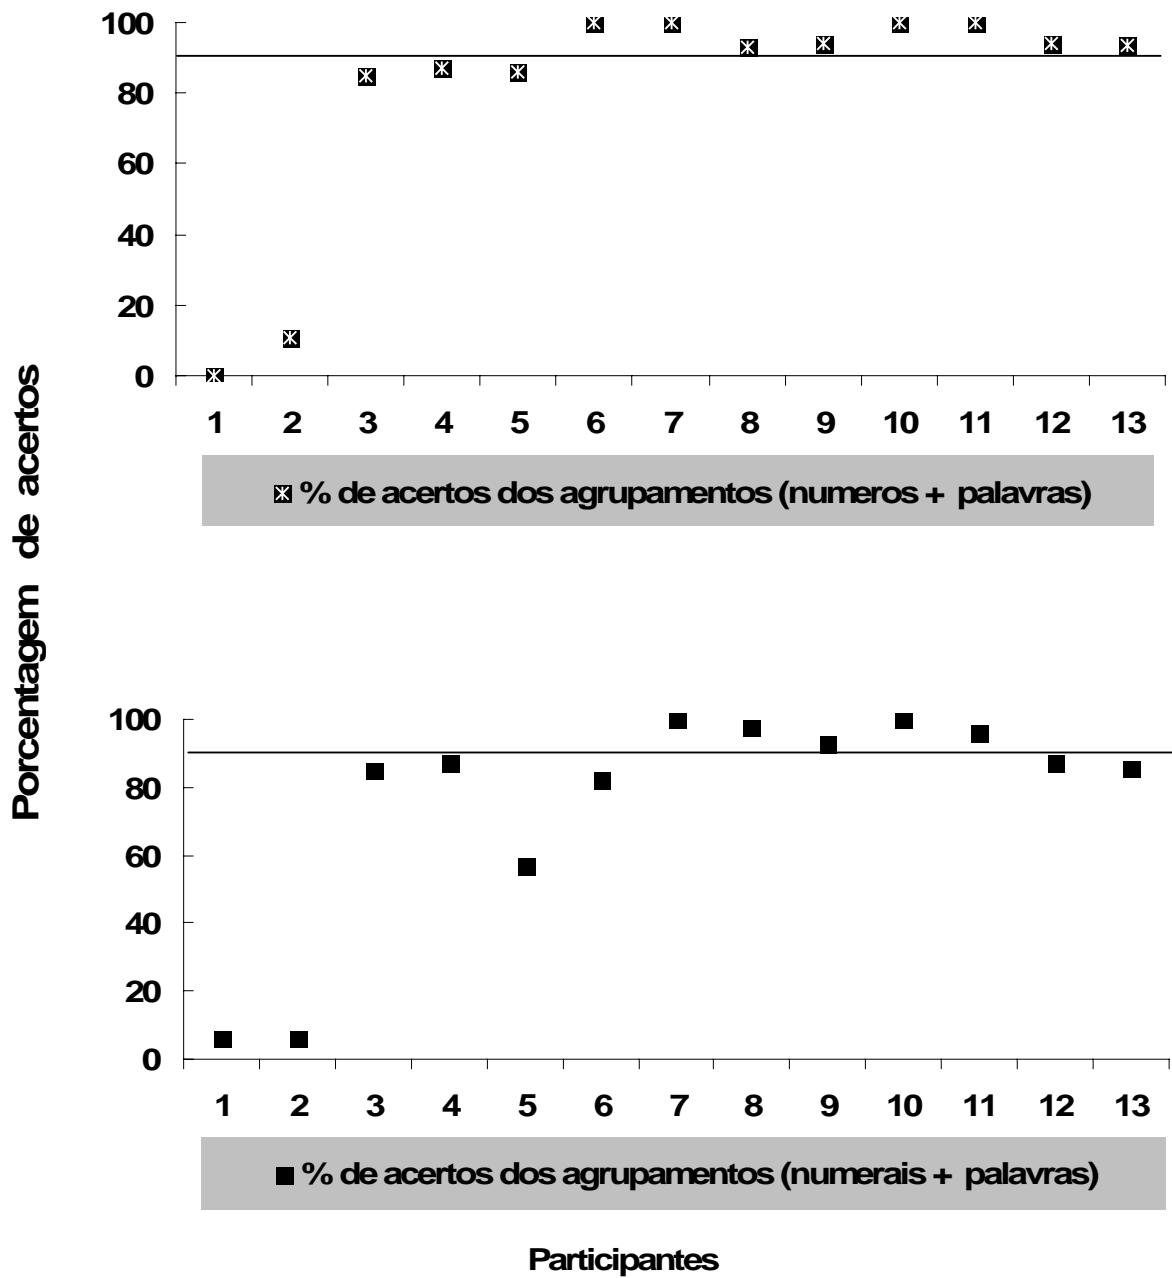 Porcentagem de acertos
100
80
60
40
20
0
1 2 3 4 5 6 7 8 9 10 11 12 13
% de acertos dos agrupamentos (numeros + palavras)
100
80
60
40
20
0
1 2 3 4 5 6 7 8 9 10 11 12 13
% de acertos dos agrupamentos (numerais + palavras)
Participantes